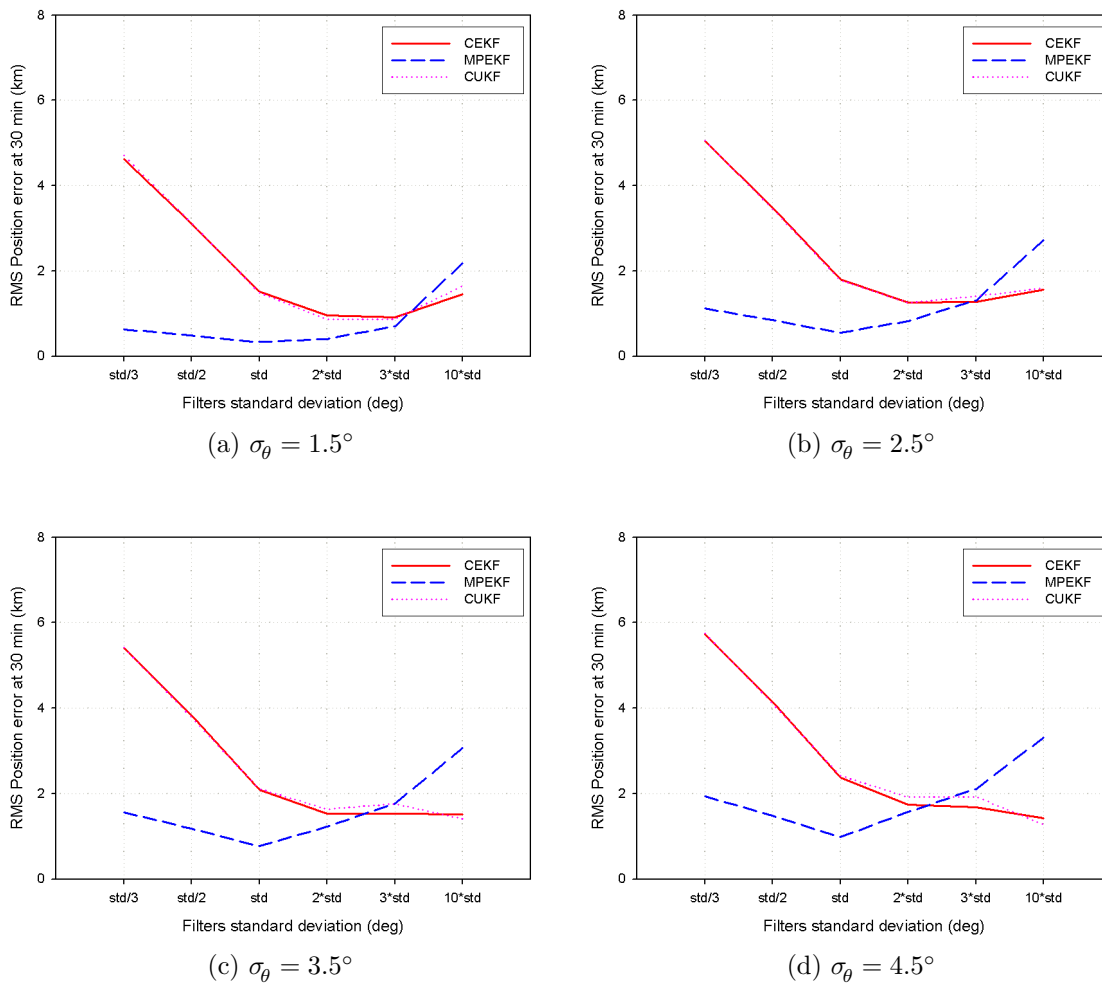 8
6
4
2
0
RMS Position error at 30 min (km)
CEKF
MPEKF
CUKF
std/3 std/2 std 2*std 3*std 10*std
Filters standard deviation (deg)
(a) σθ = 1.5°
8
6
4
2
0
RMS Position error at 30 min (km)
CEKF
MPEKF
CUKF
std/3 std/2 std 2*std 3*std 10*std
Filters standard deviation (deg)
(b) σθ = 2.5°
8
6
4
2
0
RMS Position error at 30 min (km)
CEKF
MPEKF
CUKF
std/3 std/2 std 2*std 3*std 10*std
Filters standard deviation (deg)
(c) σθ = 3.5°
8
6
4
2
0
RMS Position error at 30 min (km)
CEKF
MPEKF
CUKF
std/3 std/2 std 2*std 3*std 10*std
Filters standard deviation (deg)
(d) σθ = 4.5°